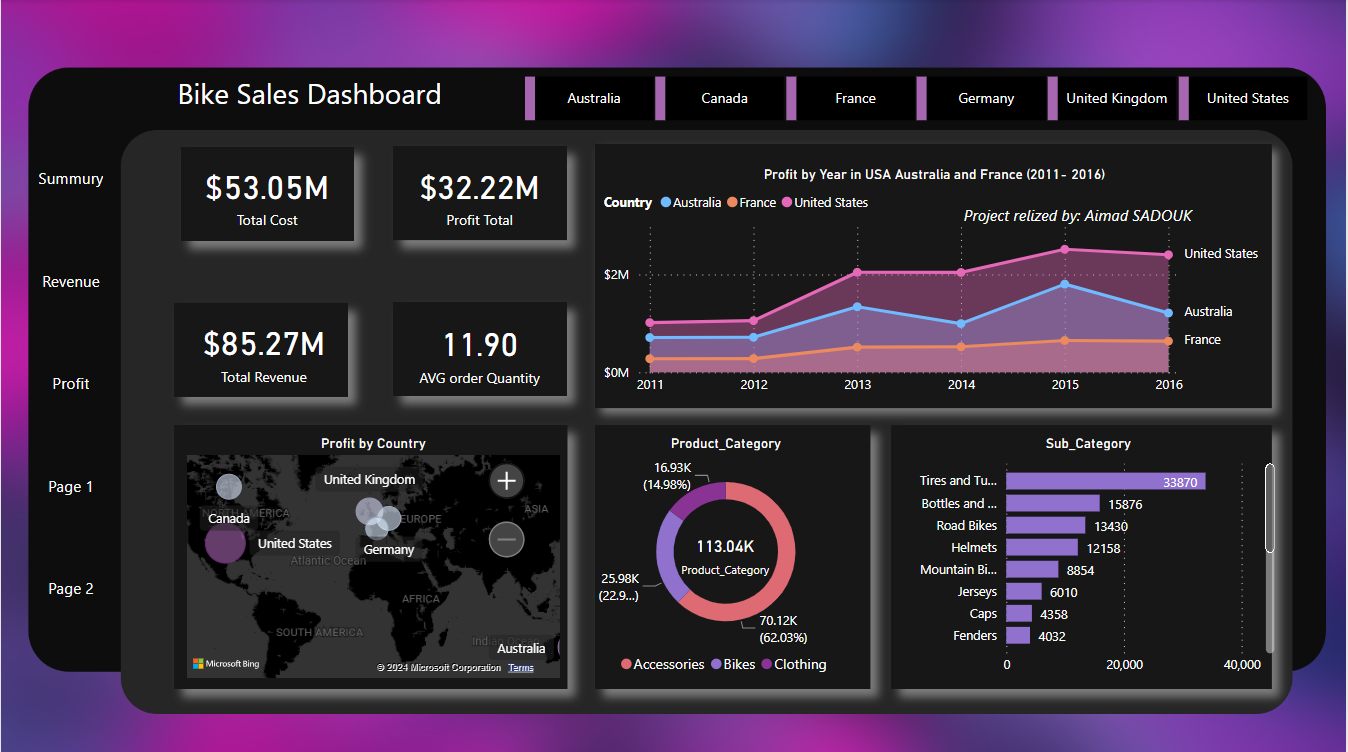 Bike Sales Dashboard
Australia
Canada
France
Germany
United Kingdom
United States
Summury
Revenue
Profit
Page 1
Page 2
$53.05M
Total Cost
$32.22M
Profit Total
$85.27M
Total Revenue
11.90
AVG order Quantity
Profit by Year in USA Australia and France (2011- 2016)
Country Australia France United States
Project relized by: Aimad SADOUK
$2M
$0M
United States
Australia
France
2011 2012 2013 2014 2015 2016
Profit by Country
United Kingdom
NORTH AMERICA
Canada
EUROPE
ASIA
United States
Germany
Atlantic Ocean
AFRICA
SOUTH AMERICA
Indian Ocean
Australia
Microsoft Bing
© 2024 Microsoft Corporation Terms
Product_Category
16.93K
(14.98%)
113.04K
Product_Category
25.98K
(22.9...)
70.12K
(62.03%)
Accessories Bikes Clothing
Sub_Category
Tires and Tu... 33870
Bottles and ... 15876
Road Bikes 13430
Helmets 12158
Mountain Bi... 8854
Jerseys 6010
Caps 4358
Fenders 4032
0 20,000 40,000